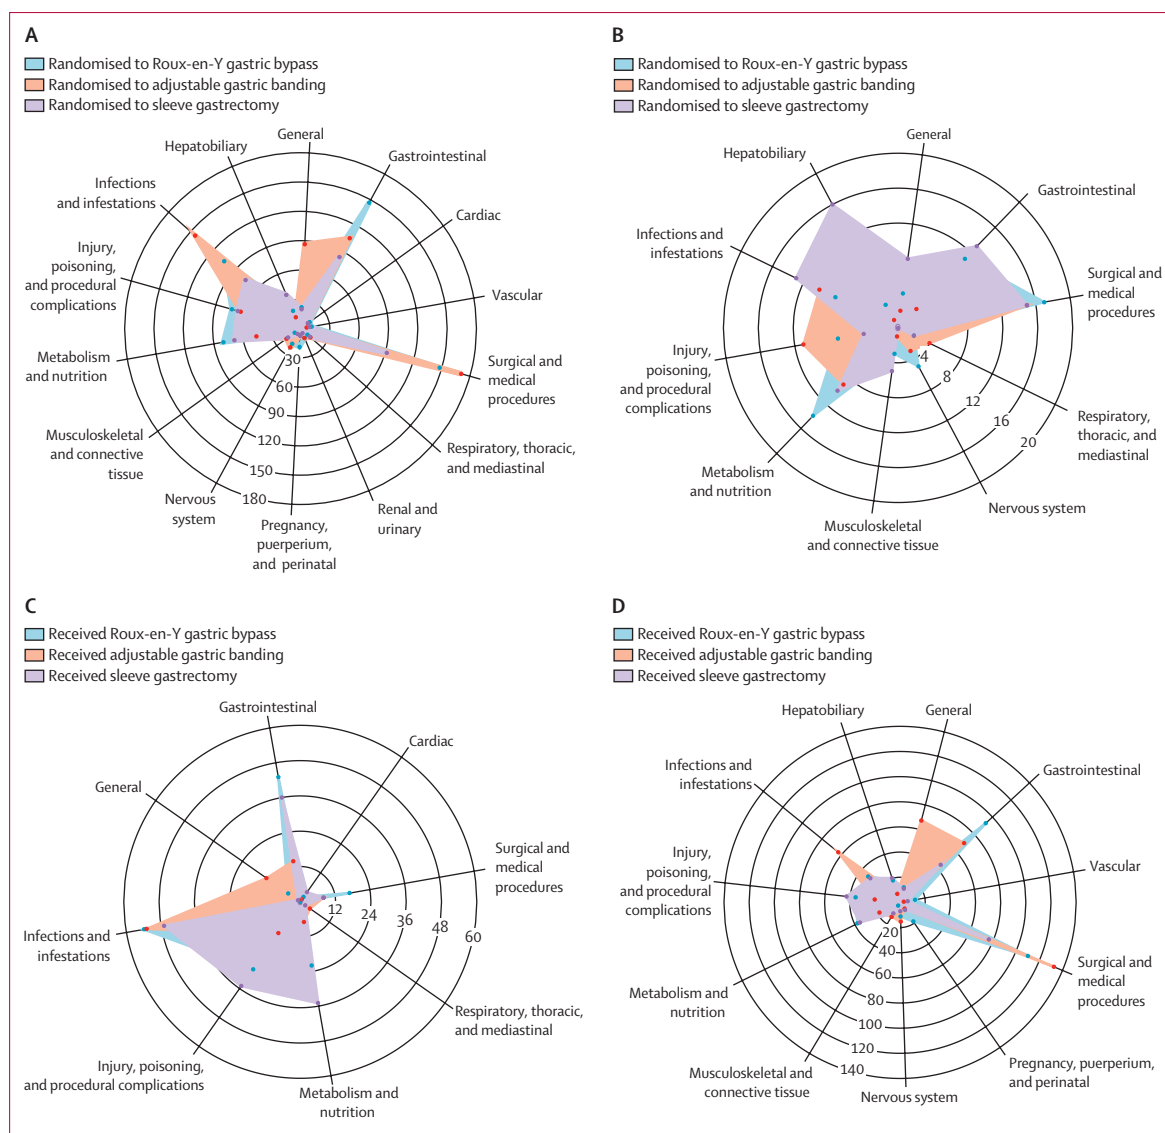 A
Randomised to Roux-en-Y gastric bypass
Randomised to adjustable gastric banding
Randomised to sleeve gastrectomy
General
Hepatobiliary
Gastrointestinal
Infections
and infestations
Cardiac
Injury,
poisoning,
and procedural
complications
Vascular
Metabolism
and nutrition
Surgical and
medical
procedures
Musculoskeletal
and connective
tissue
Respiratory, thoracic,
and mediastinal
Nervous
system
Renal and
urinary
Pregnancy,
puerperium,
and perinatal
30
60
90
120
150
180
B
Randomised to Roux-en-Y gastric bypass
Randomised to adjustable gastric banding
Randomised to sleeve gastrectomy
General
Hepatobiliary
Gastrointestinal
Infections and
infestations
Surgical and
medical
procedures
Injury,
poisoning,
and procedural
complications
Respiratory,
thoracic, and
mediastinal
Metabolism
and nutrition
Nervous system
Musculoskeletal
and connective tissue
4
8
12
16
20
C
Received Roux-en-Y gastric bypass
Received adjustable gastric banding
Received sleeve gastrectomy
Gastrointestinal
Cardiac
General
Surgical and
medical
procedures
12
24
36
48
60
Infections and
infestations
Respiratory, thoracic,
and mediastinal
Injury, poisoning,
and procedural complications
Metabolism and
nutrition
D
Received Roux-en-Y gastric bypass
Received adjustable gastric banding
Received sleeve gastrectomy
Hepatobiliary
General
Infections and
infestations
Gastrointestinal
Injury,
poisoning,
and procedural
complications
Vascular
Metabolism and
nutrition
Surgical and
medical
procedures
Musculoskeletal and
connective tissue
Nervous system
Pregnancy, puerperium,
and perinatal
20
40
60
80
100
120
140